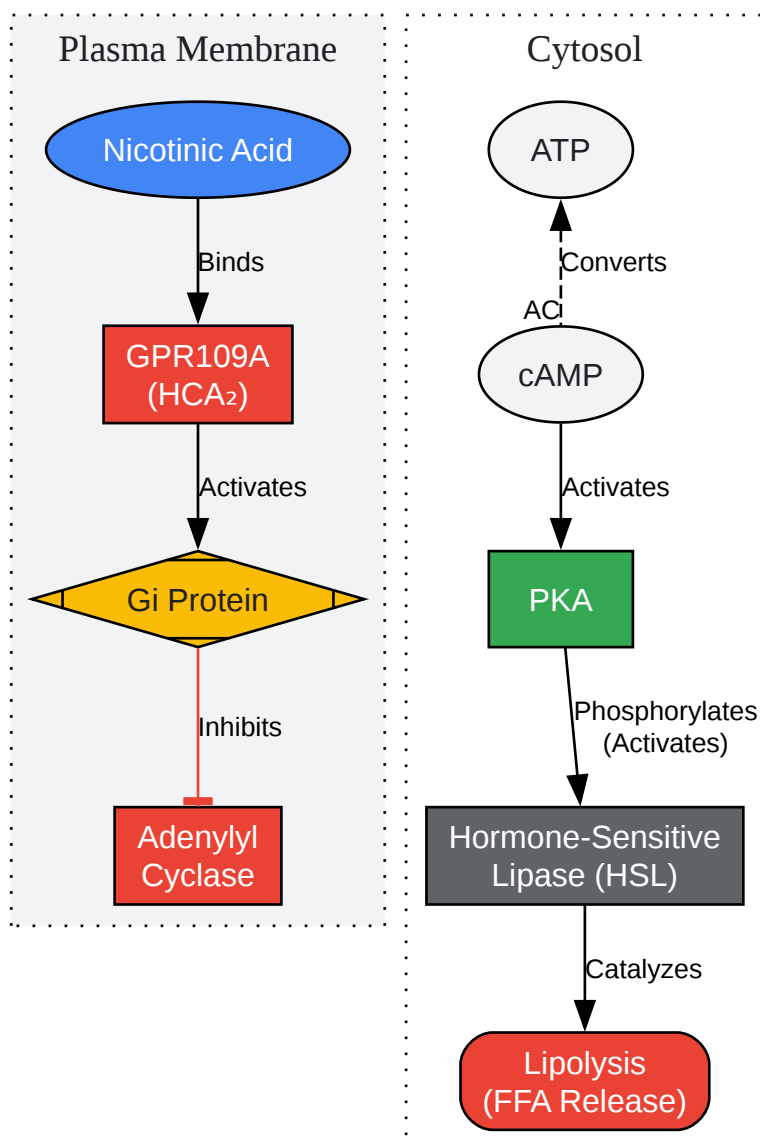 Plasma Membrane
Nicotinic Acid
Binds
GPR109A
(HCA₂)
Activates
Gi Protein
Inhibits
Adenylyl
Cyclase
Cytosol
ATP
Converts
AC
cAMP
Activates
PKA
Phosphorylates
(Activates)
Hormone-Sensitive
Lipase (HSL)
Catalyzes
Lipolysis
(FFA Release)